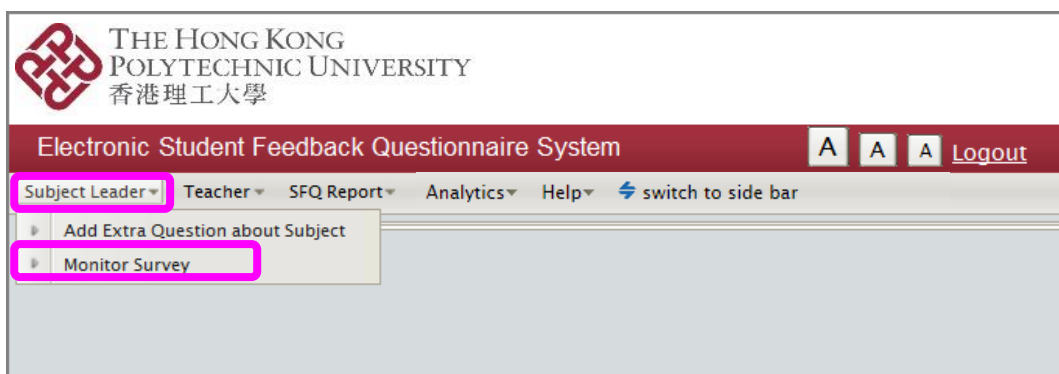 THE HONG KONG
POLYTECHNIC UNIVERSITY
香港理工大學
Electronic Student Feedback Questionnaire System A A A Logout
Subject Leader Teacher SFQ Report Analytics Help switch to side bar
Add Extra Question about Subject
Monitor Survey